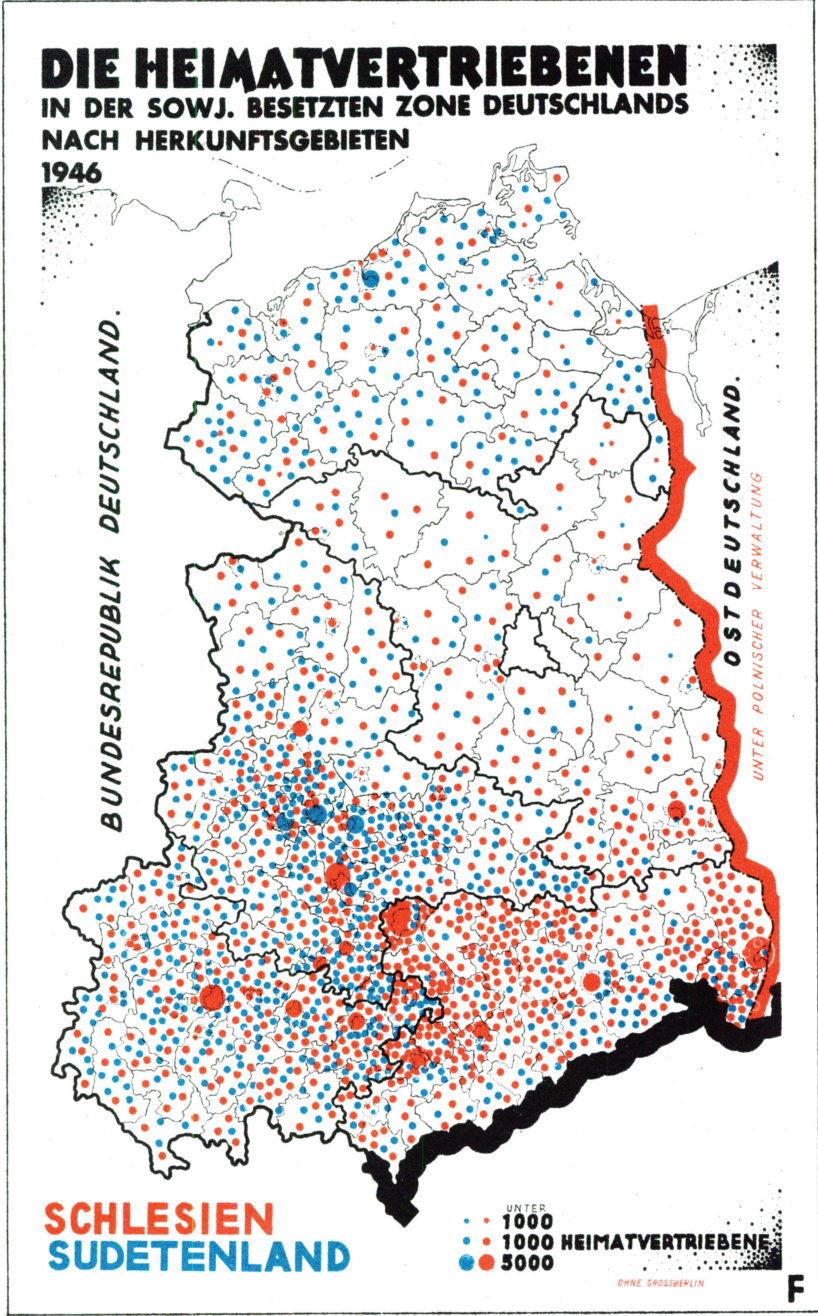 DIE HEIMATVERTRIEBENEN
IN DER SOWJ. BESETZTEN ZONE DEUTSCHLANDS
NACH HERKUNFTSGEBIETEN
1946
BUNDESREPUBLIK DEUTSCHLAND.
OSTDEUTSCHLAND.
UNTER POLNISCHER VERWALTUNG
SCHLESIEN
SUDETENLAND
UNTER
1000
1000 HEIMATVERTRIEBENE
5000
OHNE GROSSBERLIN
F